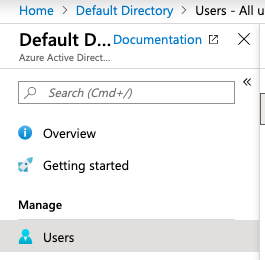 Home > Default Directory > Users - All u
Default D... Documentation
Azure Active Direct...
Search (Cmd+/)
Overview
Getting started
Manage
Users